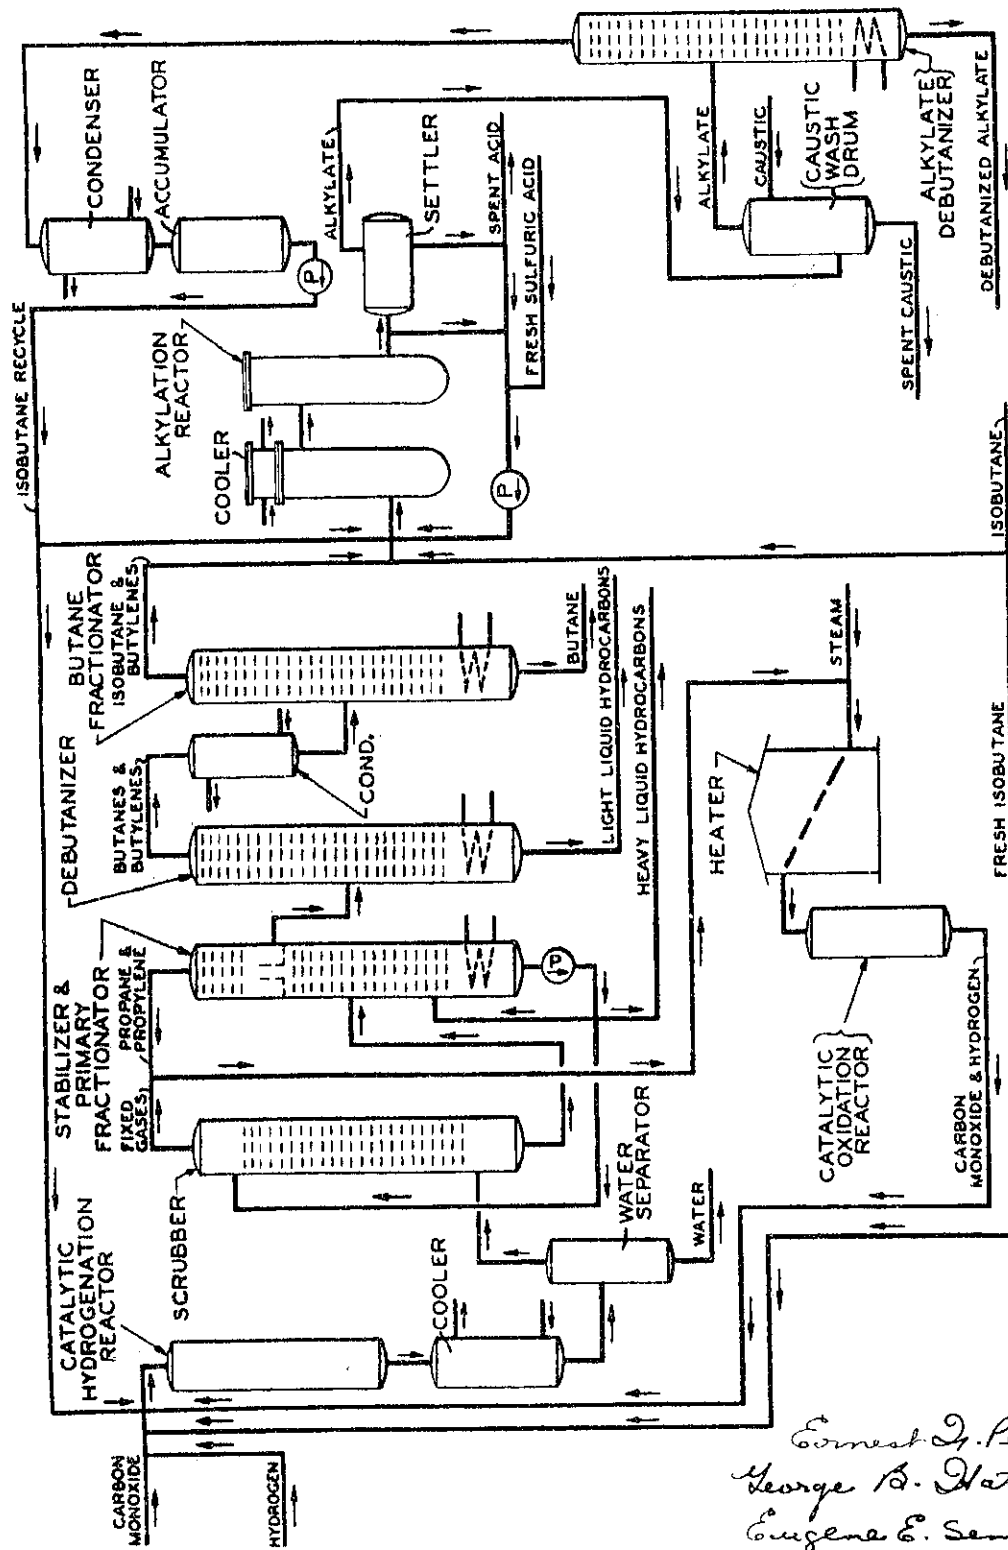 CARBON
MONOXIDE
HYDROGEN
CATALYTIC
HYDROGENATION
REACTOR
COOLER
WATER
SEPARATOR
WATER
SCRUBBER
STABILIZER &
PRIMARY
FRACTIONATOR
FIXED
GASES
PROPANE &
PROPYLENE
P
DEBUTANIZER
BUTANES &
BUTYLENES
COND.
BUTANE
FRACTIONATOR
ISOBUTANE &
BUTYLENES
BUTANE
LIGHT LIQUID HYDROCARBONS
HEAVY LIQUID HYDROCARBONS
ISOBUTANE RECYCLE
COOLER
ALKYLATION
REACTOR
P
CONDENSER
ACCUMULATOR
P
ALKYLATE
SETTLER
SPENT ACID
FRESH SULFURIC ACID
ALKYLATE
CAUSTIC
CAUSTIC
WASH
DRUM
SPENT CAUSTIC
ALKYLATE
DEBUTANIZER
DEBUTANIZED ALKYLATE
HEATER
STEAM
CATALYTIC
OXIDATION
REACTOR
CARBON
MONOXIDE & HYDROGEN
FRESH ISOBUTANE
ISOBUTANE
Ernest
George B.
Eugene E.